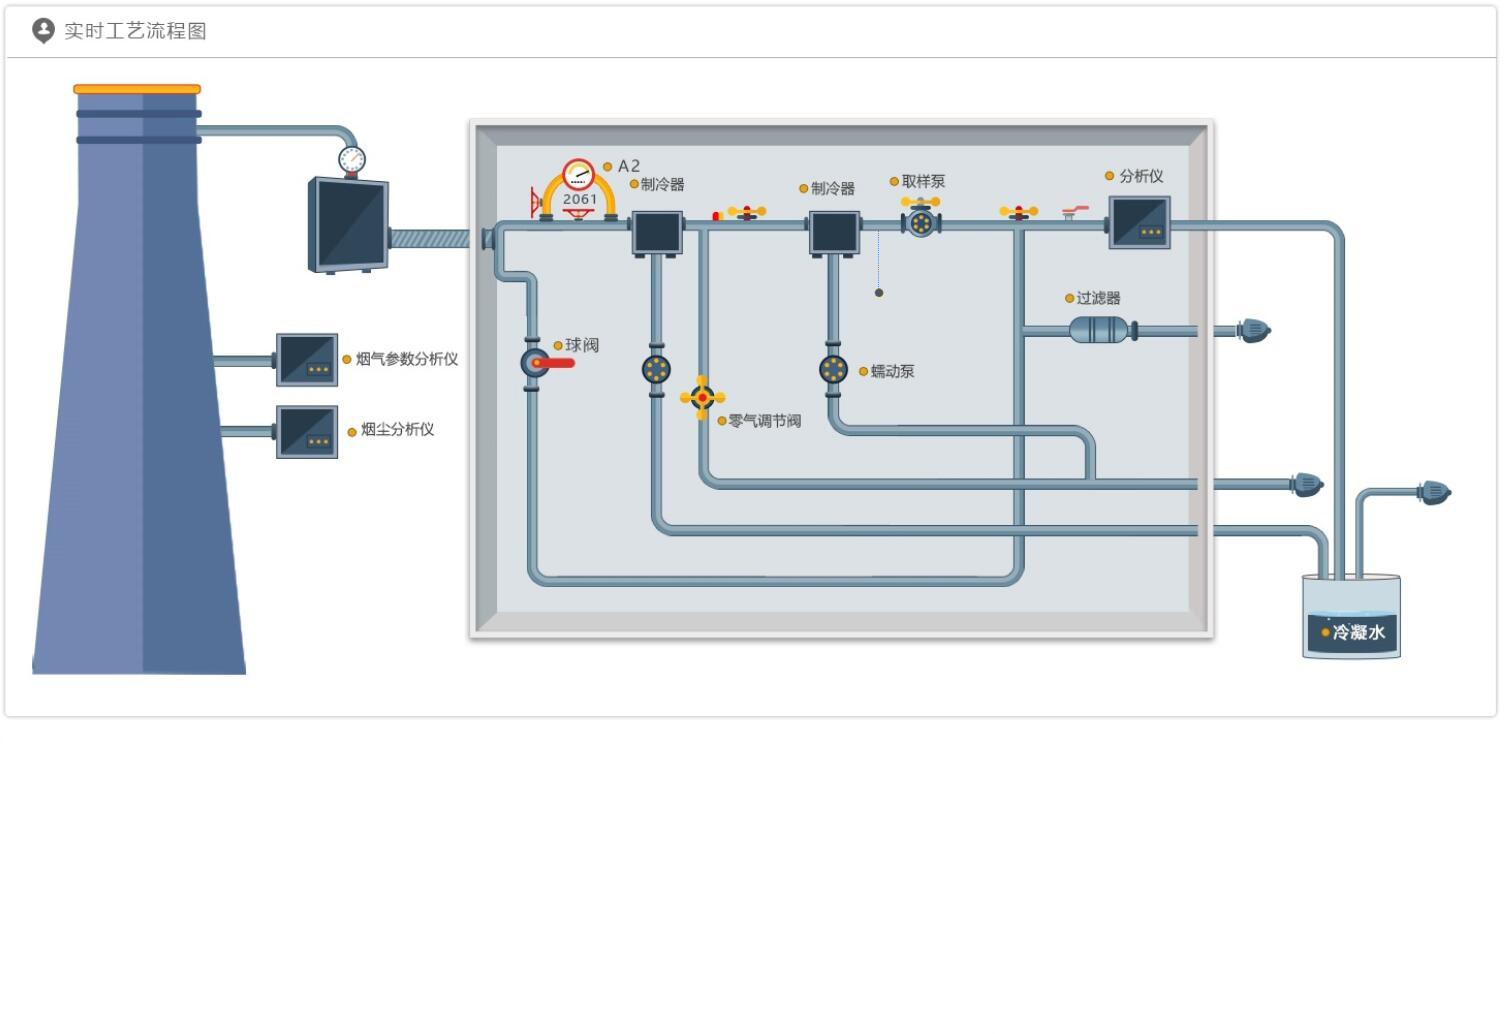 实时工艺流程图
A2
制冷器
2061
制冷器
取样泵
分析仪
过滤器
球阀
烟气参数分析仪
蠕动泵
零气调节阀
烟尘分析仪
冷凝水